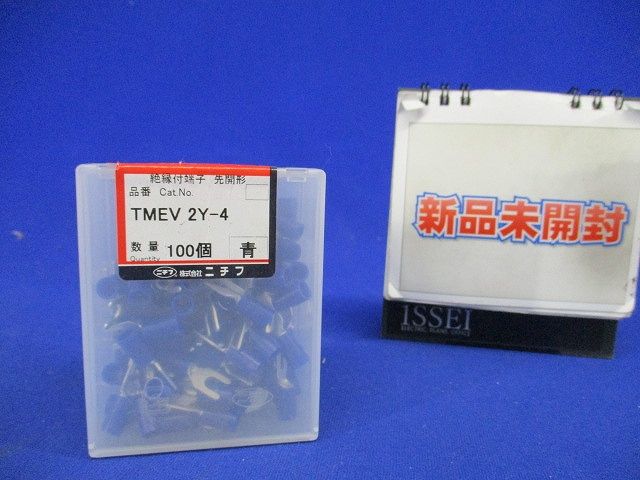 絶縁付端子 先開形
品番 Cat.No.
TMEV 2Y-4
数量 100個 青
Quantity
ニチフ 株式会社 ニチフ
新品未開封
ISSEI